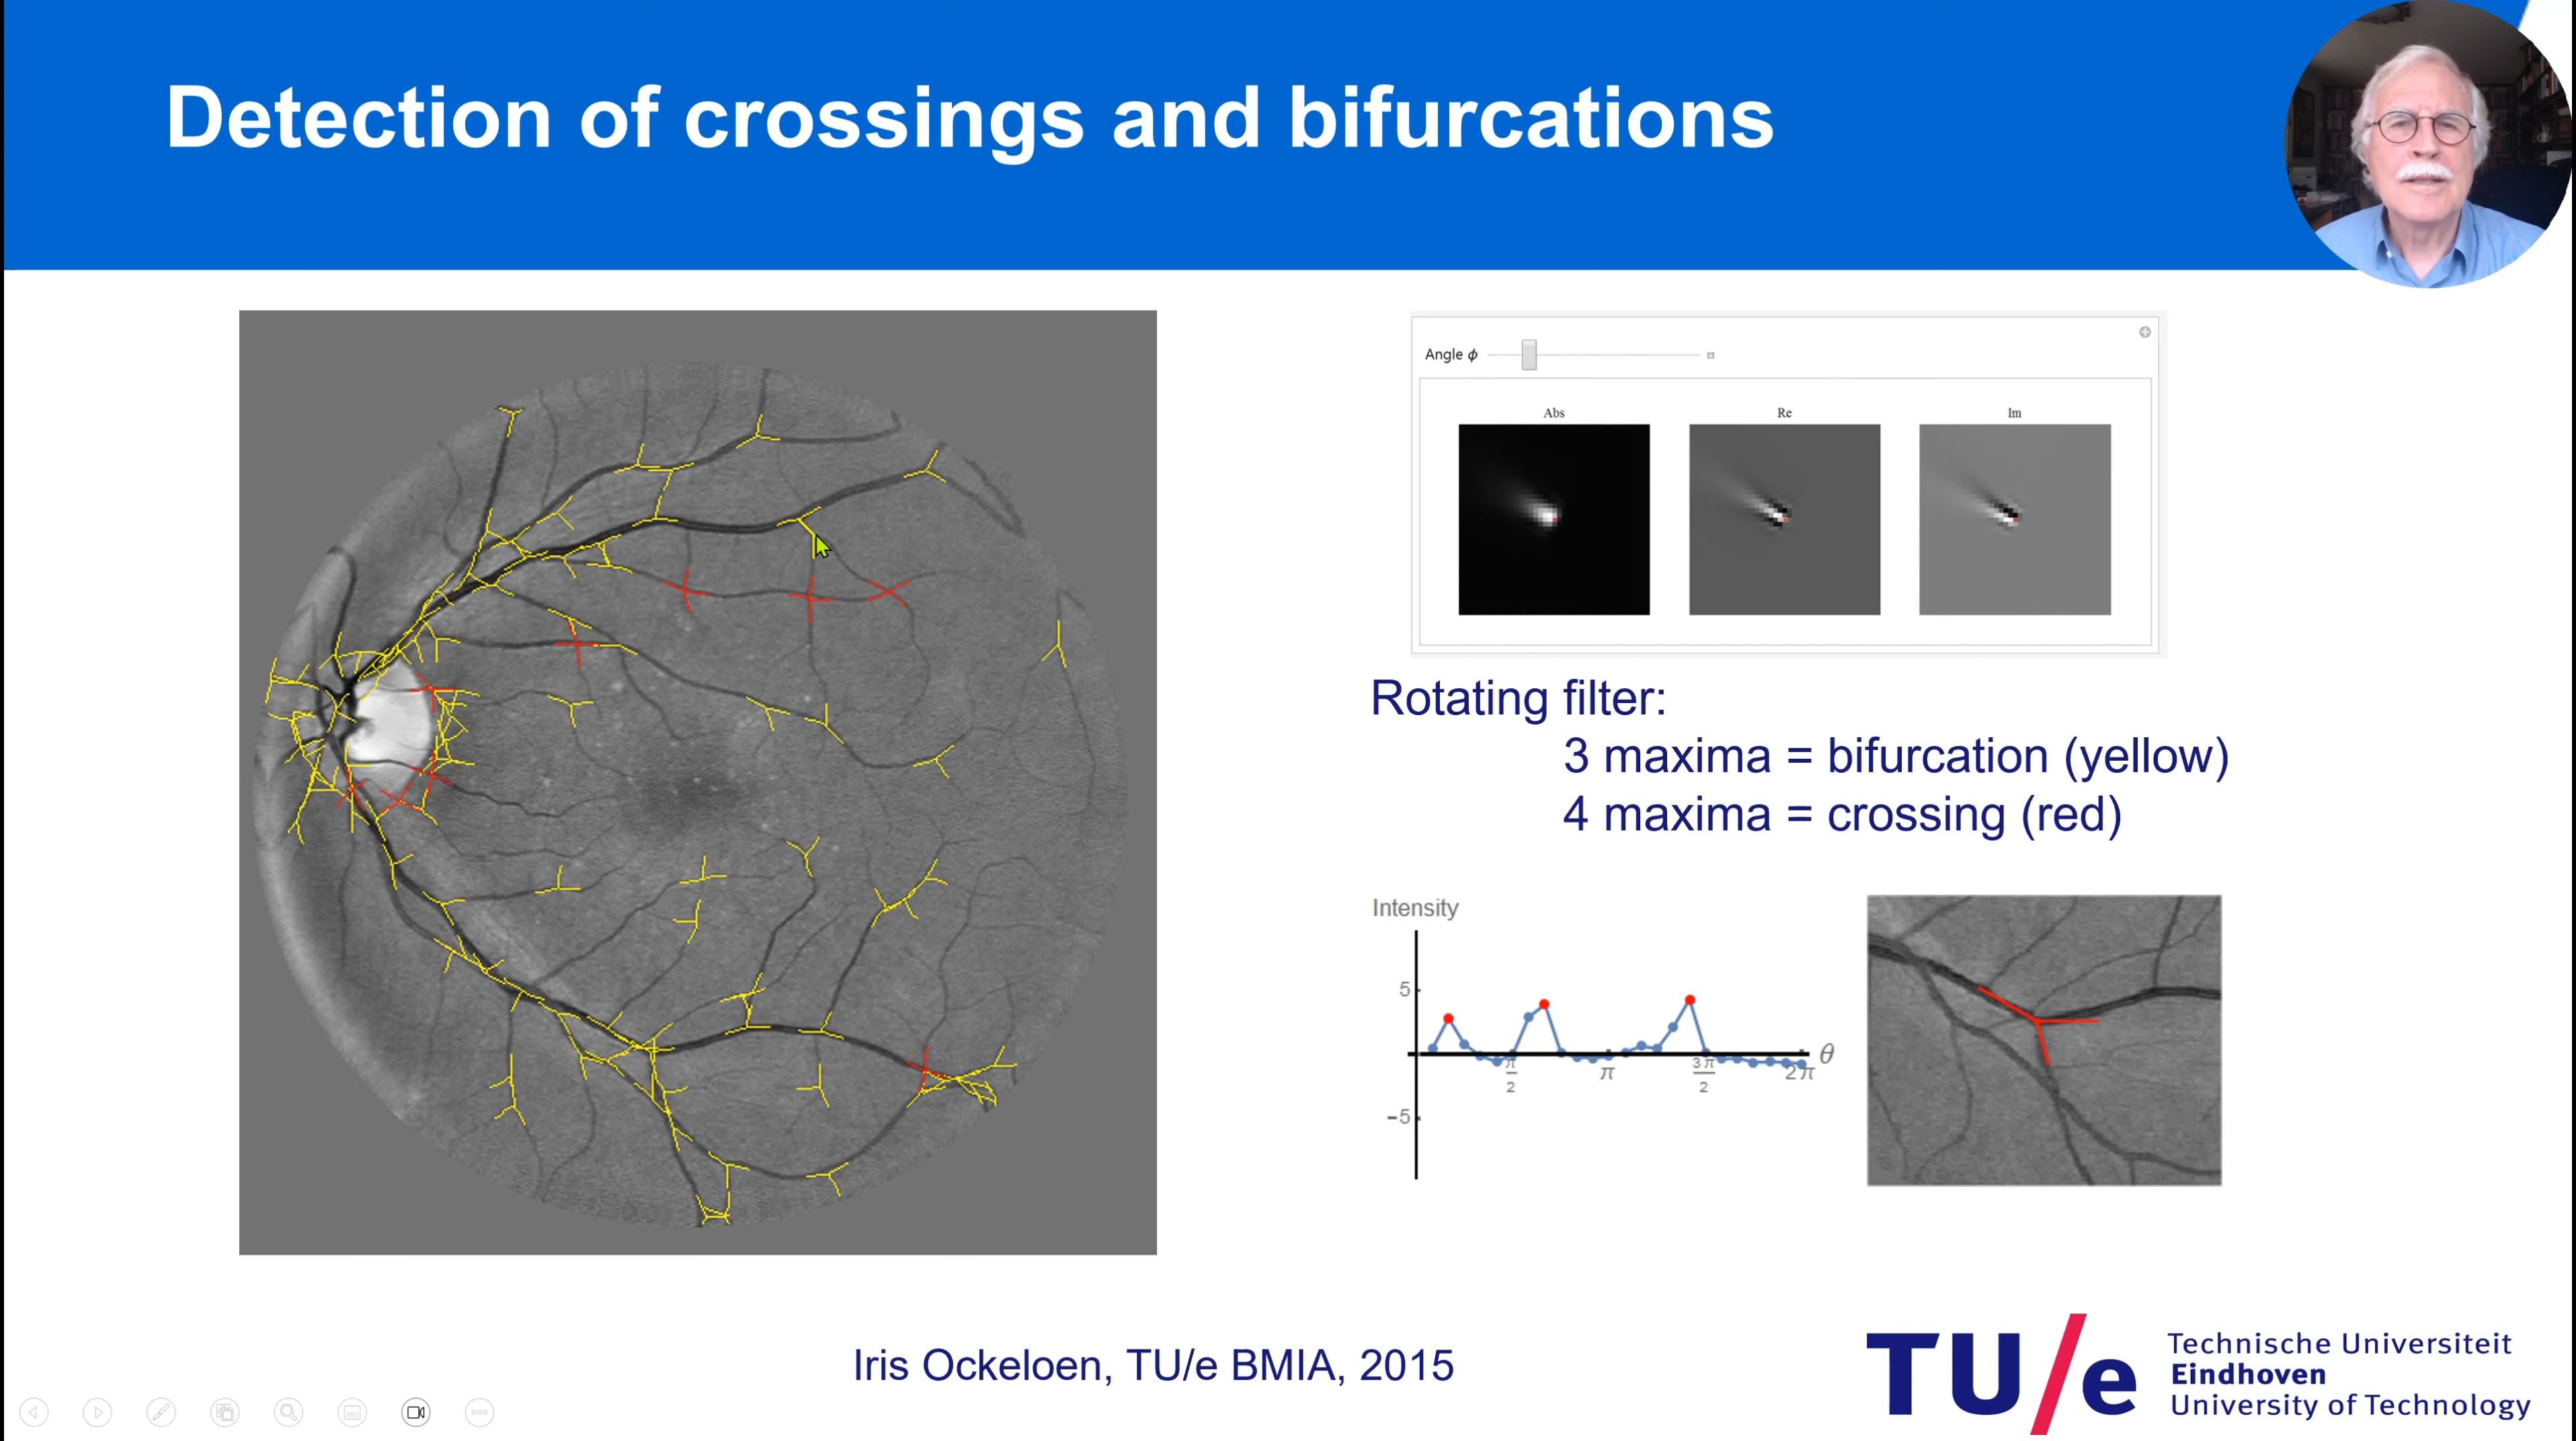 Detection of crossings and bifurcations
Angle ϕ
Abs
Re
Im
Rotating filter:
3 maxima = bifurcation (yellow)
4 maxima = crossing (red)
Intensity
5
-5
π/2
π
3π/2
2π
θ
Iris Ockeloen, TU/e BMIA, 2015
TU/e
Technische Universiteit
Eindhoven
University of Technology